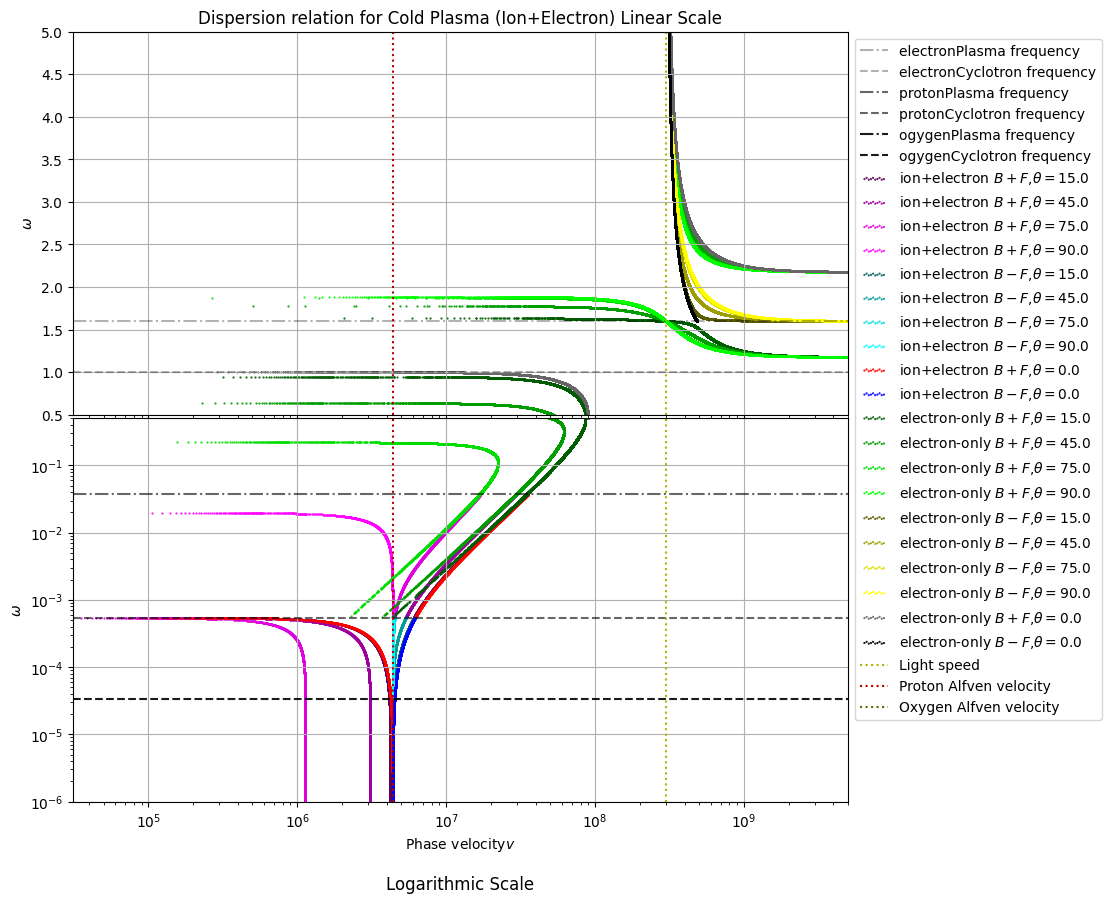 Dispersion relation for Cold Plasma (Ion+Electron) Linear Scale
5.0
4.5
4.0
3.5
3.0
2.5
2.0
1.5
1.0
0.5
ω
10⁻¹
10⁻²
10⁻³
10⁻⁴
10⁻⁵
10⁻⁶
ω
10⁵
10⁶
10⁷
10⁸
10⁹
Phase velocityv
Logarithmic Scale
electronPlasma frequency
electronCyclotron frequency
protonPlasma frequency
protonCyclotron frequency
ogygenPlasma frequency
ogygenCyclotron frequency
ion+electron B + F,θ = 15.0
ion+electron B + F,θ = 45.0
ion+electron B + F,θ = 75.0
ion+electron B + F,θ = 90.0
ion+electron B − F,θ = 15.0
ion+electron B − F,θ = 45.0
ion+electron B − F,θ = 75.0
ion+electron B − F,θ = 90.0
ion+electron B + F,θ = 0.0
ion+electron B − F,θ = 0.0
electron-only B + F,θ = 15.0
electron-only B + F,θ = 45.0
electron-only B + F,θ = 75.0
electron-only B + F,θ = 90.0
electron-only B − F,θ = 15.0
electron-only B − F,θ = 45.0
electron-only B − F,θ = 75.0
electron-only B − F,θ = 90.0
electron-only B + F,θ = 0.0
electron-only B − F,θ = 0.0
Light speed
Proton Alfven velocity
Oxygen Alfven velocity